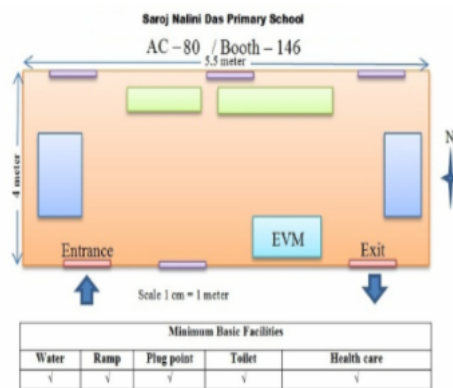 Saroj Nalini Das Primary School
AC – 80 / Booth – 146
5.5 meter
4 meter
N
Entrance
EVM
Exit
Scale 1 cm = 1 meter
Minimum Basic Facilities
Water Ramp Plug point Toilet Health care
√ √ √ √ √